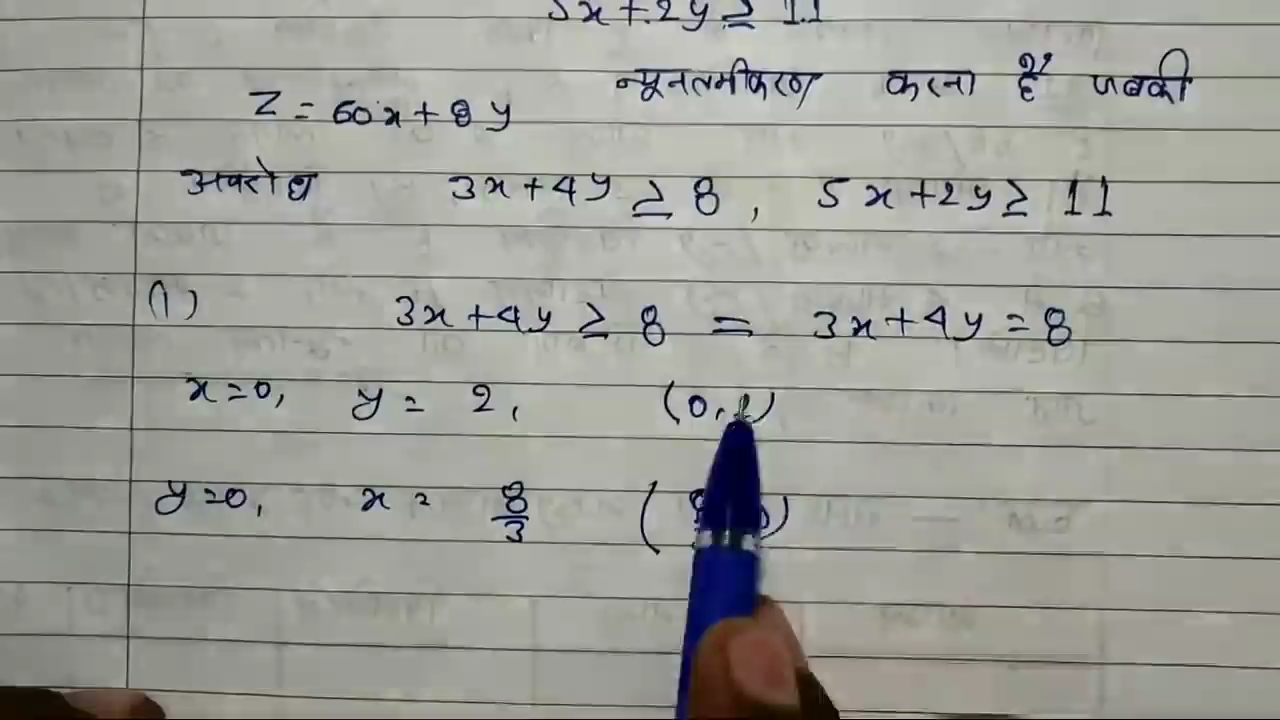 5x + 2y ≥ 11
Z = 60x + 8y न्यूनतमीकरण करना है जबकी
अवरोध 3x + 4y ≥ 8, 5x + 2y ≥ 11
(1) 3x + 4y ≥ 8 = 3x + 4y = 8
x = 0, y = 2, (0,
y = 0, x = 8/3 (